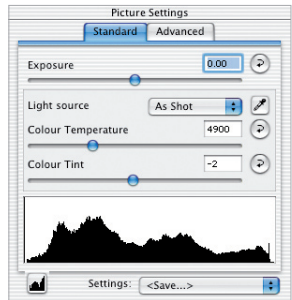 Picture Settings
Standard Advanced
Exposure 0.00
Light source As Shot
Colour Temperature 4900
Colour Tint -2
Settings: <Save...>